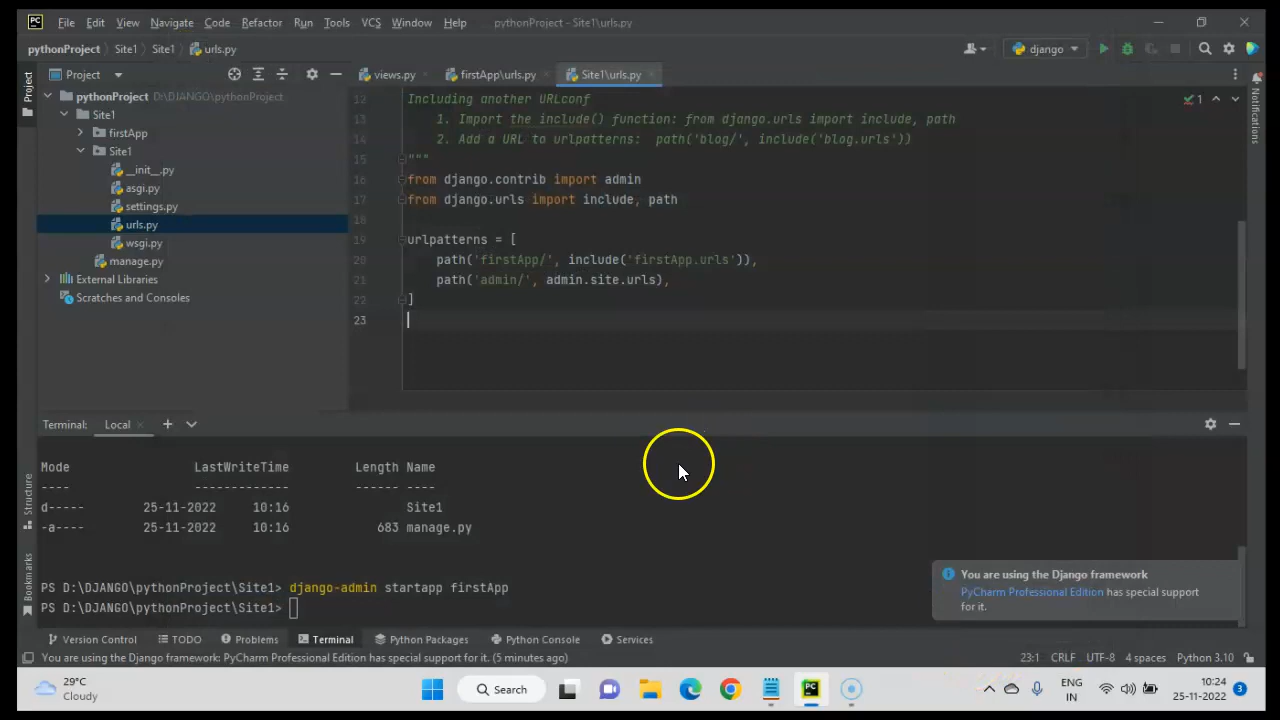 PC File Edit View Navigate Code Refactor Run Tools VCS Window Help pythonProject - Site1\urls.py
pythonProject Site1 Site1 urls.py django
Project
views.py firstApp\urls.py Site1\urls.py
Project
Notifications
pythonProject D:\DJANGO\pythonProject
Site1
firstApp
Site1
__init__.py
asgi.py
settings.py
urls.py
wsgi.py
manage.py
External Libraries
Scratches and Consoles
12 Including another URLconf
13 1. Import the include() function: from django.urls import include, path
14 2. Add a URL to urlpatterns: path('blog/', include('blog.urls'))
15 """
16 from django.contrib import admin
17 from django.urls import include, path
18
19 urlpatterns = [
20 path('firstApp/', include('firstApp.urls')),
21 path('admin/', admin.site.urls),
22 ]
23
1
Terminal: Local
Mode LastWriteTime Length Name
---- ------------- ------ ----
d----- 25-11-2022 10:16 Site1
-a---- 25-11-2022 10:16 683 manage.py
PS D:\DJANGO\pythonProject\Site1> django-admin startapp firstApp
PS D:\DJANGO\pythonProject\Site1>
Structure
Bookmarks
You are using the Django framework
PyCharm Professional Edition has special support
for it.
Version Control TODO Problems Terminal Python Packages Python Console Services
You are using the Django framework: PyCharm Professional Edition has special support for it. (5 minutes ago) 23:1 CRLF UTF-8 4 spaces Python 3.10
29°C
Cloudy
Search
PC
ENG
IN
10:24
25-11-2022
3